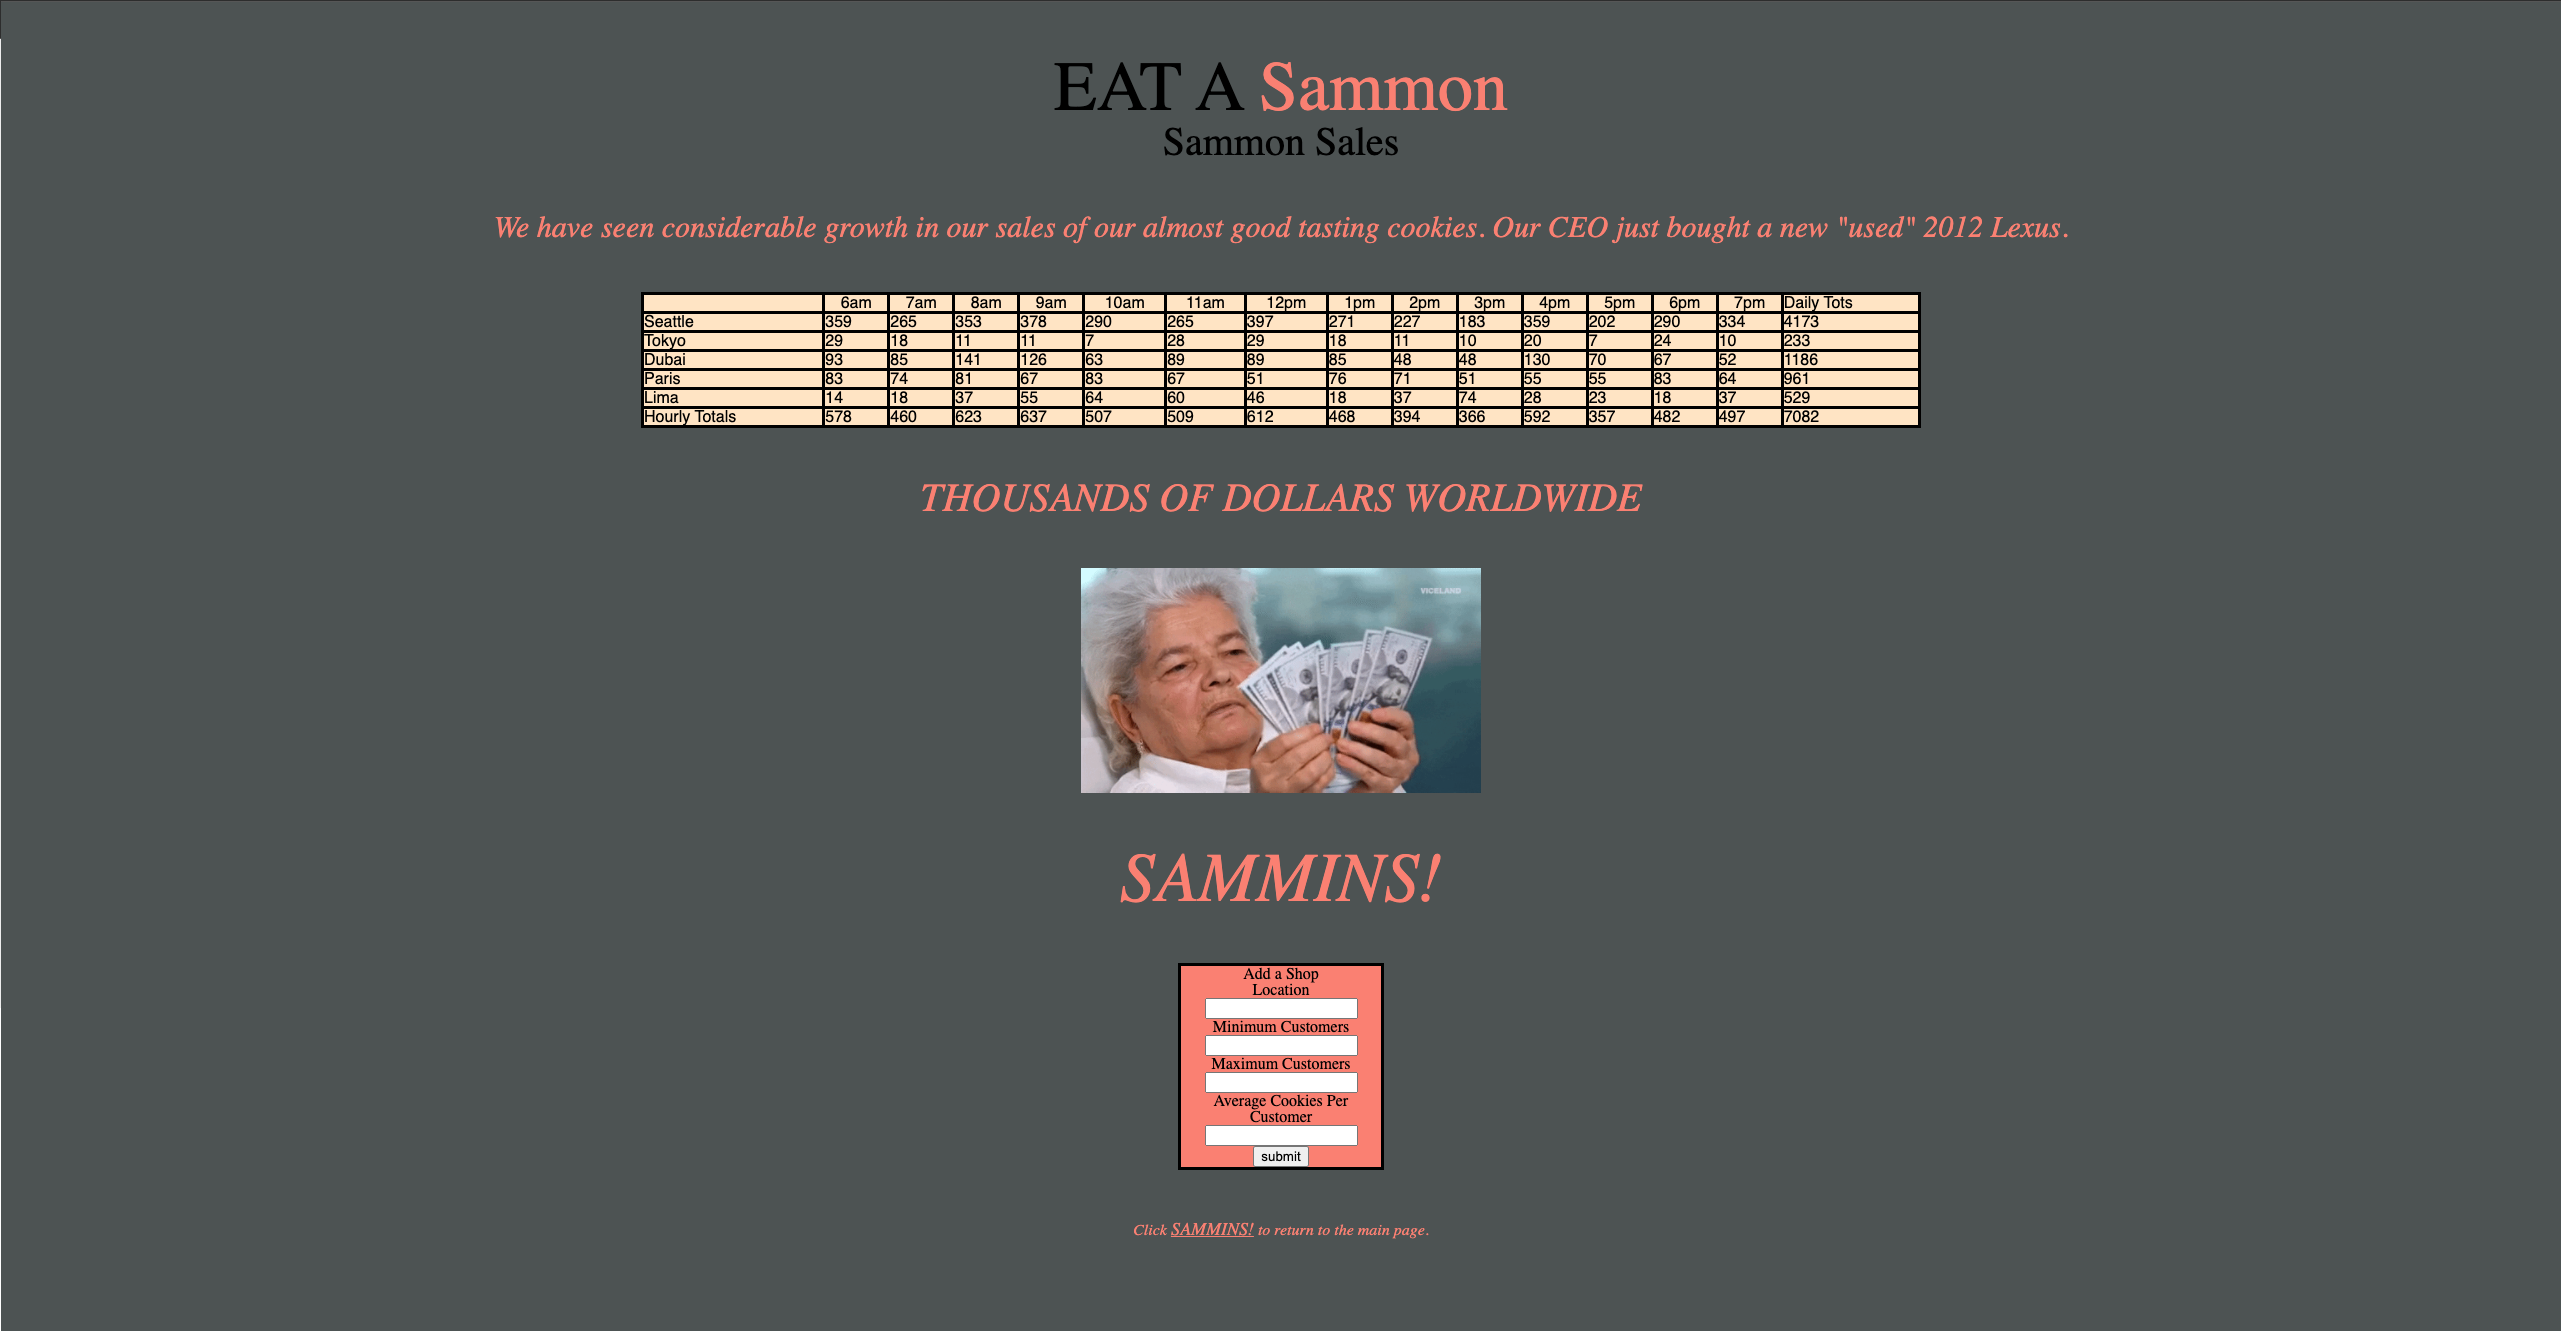 EAT A Sammon
Sammon Sales
We have seen considerable growth in our sales of our almost good tasting cookies. Our CEO just bought a new "used" 2012 Lexus.
6am 7am 8am 9am 10am 11am 12pm 1pm 2pm 3pm 4pm 5pm 6pm 7pm Daily Tots
Seattle 359 265 353 378 290 265 397 271 227 183 359 202 290 334 4173
Tokyo 29 18 11 11 7 28 29 18 11 10 20 7 24 10 233
Dubai 93 85 141 126 63 89 89 85 48 48 130 70 67 52 1186
Paris 83 74 81 67 83 67 51 76 71 51 55 55 83 64 961
Lima 14 18 37 55 64 60 46 18 37 74 28 23 18 37 529
Hourly Totals 578 460 623 637 507 509 612 468 394 366 592 357 482 497 7082
THOUSANDS OF DOLLARS WORLDWIDE
VICELAND
SAMMINS!
Add a Shop
Location
Minimum Customers
Maximum Customers
Average Cookies Per
Customer
submit
Click SAMMINS! to return to the main page.